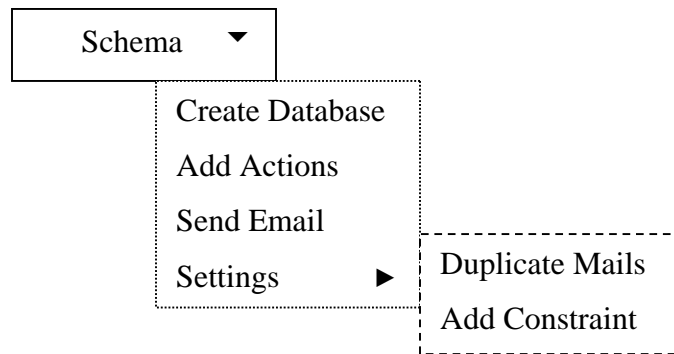 Schema
Create Database
Add Actions
Send Email
Settings
Duplicate Mails
Add Constraint